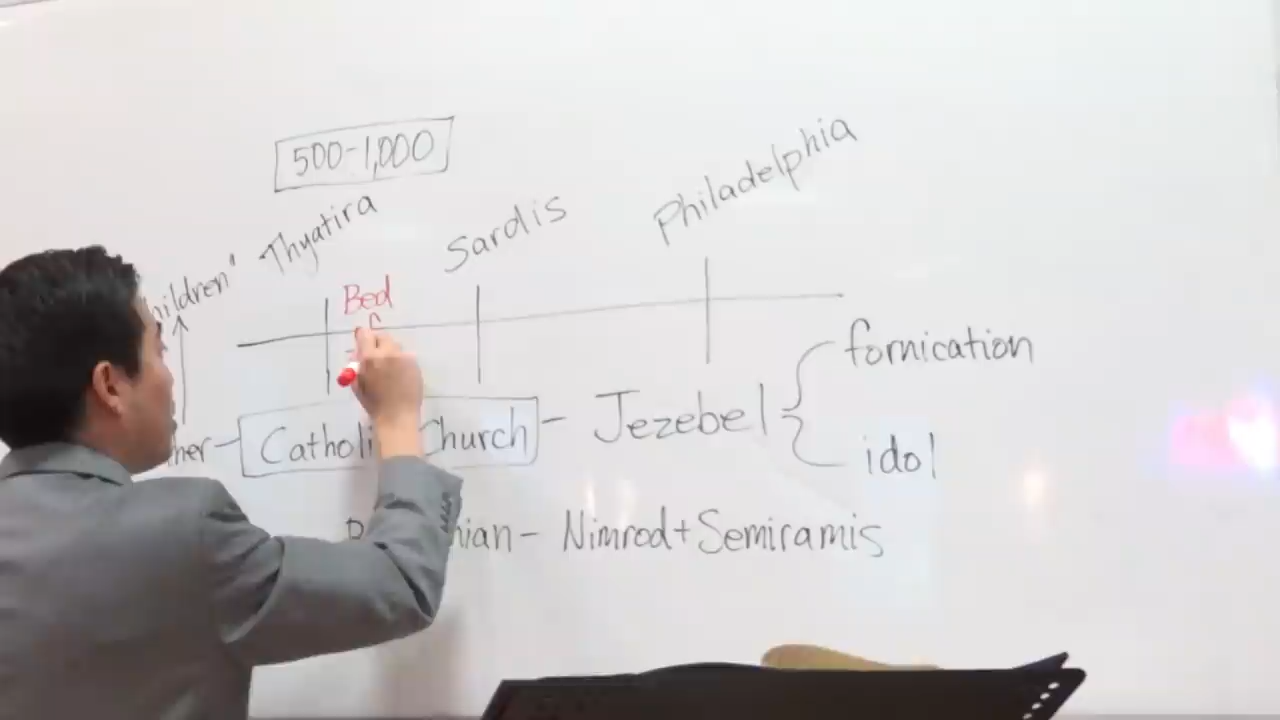 500-1,000
Thyatira Sardis Philadelphia
Bed
fornication
Church - Jezebel
idol
Nimrod+Semiramis